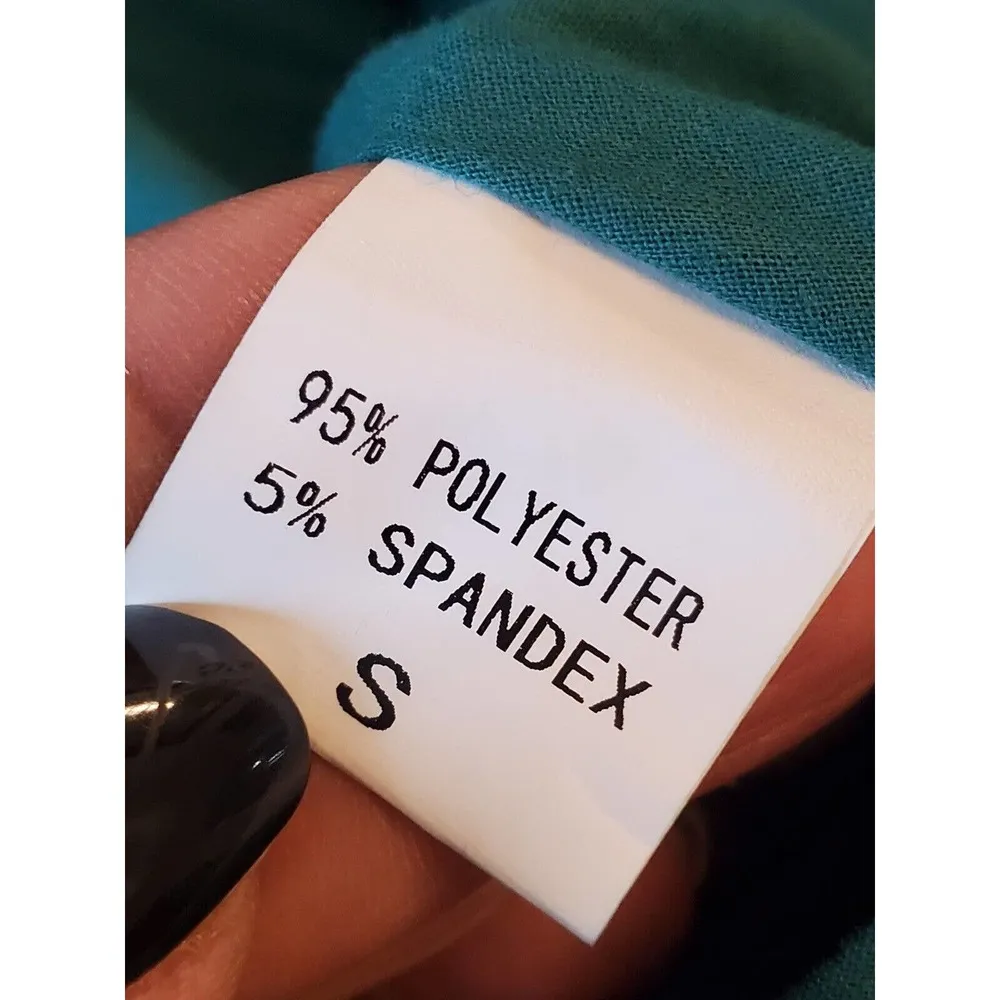 95% POLYESTER
5% SPANDEX
S